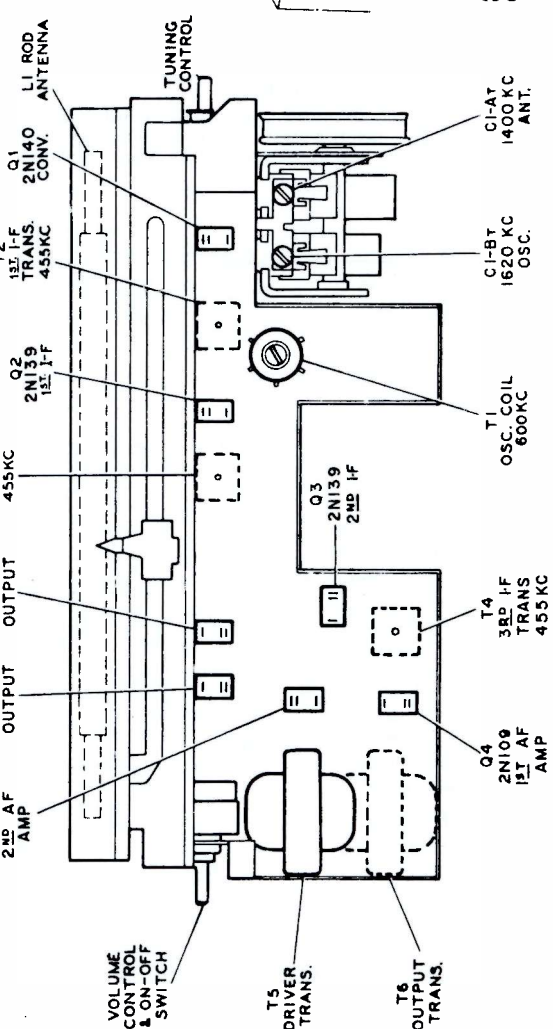 2ND AF
AMP
OUTPUT
OUTPUT
455KC
Q2
2N139
1ST I-F
1ST I-F
TRANS.
455KC
Q1
2N140
CONV.
L1 ROD
ANTENNA
TUNING
CONTROL
VOLUME
CONTROL
& ON-OFF
SWITCH
T5
DRIVER
TRANS.
T6
OUTPUT
TRANS.
Q4
2N109
1ST AF
AMP
T4
3RD I-F
TRANS
455KC
Q3
2N139
2ND I-F
T1
OSC. COIL
600KC
C1-BT
1620 KC
OSC.
C1-AT
1400 KC
ANT.